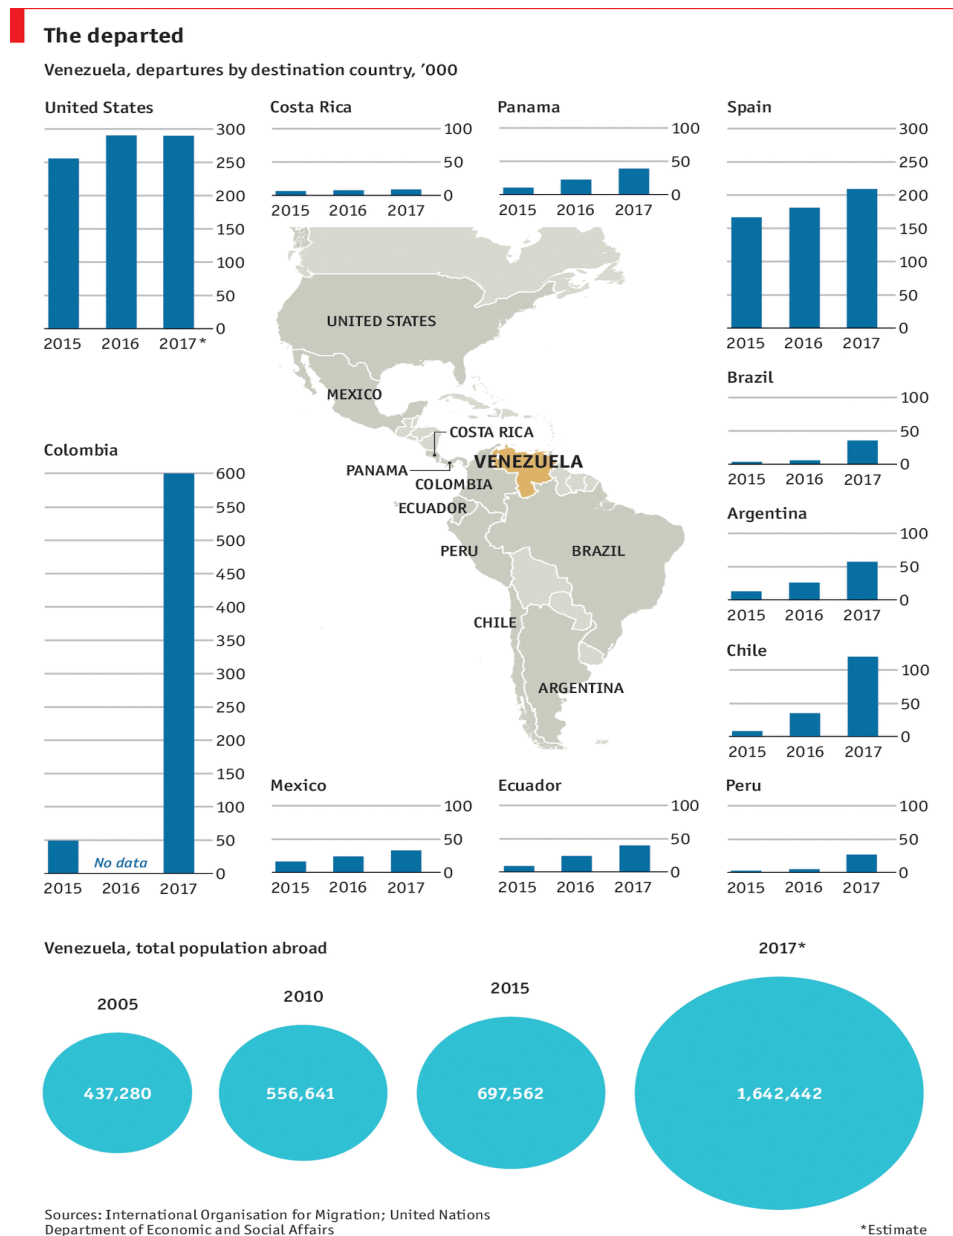 The departed
Venezuela, departures by destination country, ’000
United States
300
250
200
150
100
50
0
2015 2016 2017*
Costa Rica
100
50
0
2015 2016 2017
Panama
100
50
0
2015 2016 2017
Spain
300
250
200
150
100
50
0
2015 2016 2017
UNITED STATES
MEXICO
COSTA RICA
VENEZUELA
PANAMA
COLOMBIA
ECUADOR
PERU
BRAZIL
CHILE
ARGENTINA
Brazil
100
50
0
2015 2016 2017
Argentina
100
50
0
2015 2016 2017
Chile
100
50
0
2015 2016 2017
Colombia
600
550
500
450
400
350
300
250
200
150
100
50
0
No data
2015 2016 2017
Mexico
100
50
0
2015 2016 2017
Ecuador
100
50
0
2015 2016 2017
Peru
100
50
0
2015 2016 2017
Venezuela, total population abroad
2005
437,280
2010
556,641
2015
697,562
2017*
1,642,442
Sources: International Organisation for Migration; United Nations
Department of Economic and Social Affairs
*Estimate